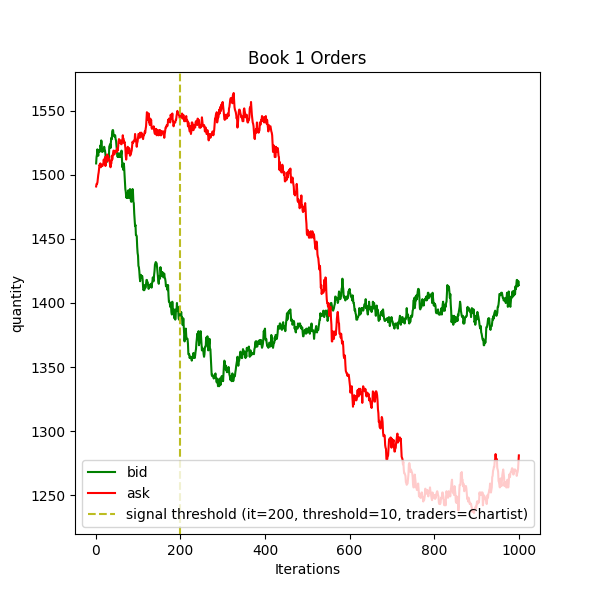 Book 1 Orders
1550
1500
1450
1400
1350
1300
1250
quantity
bid
ask
signal threshold (it=200, threshold=10, traders=Chartist)
0 200 400 600 800 1000
Iterations